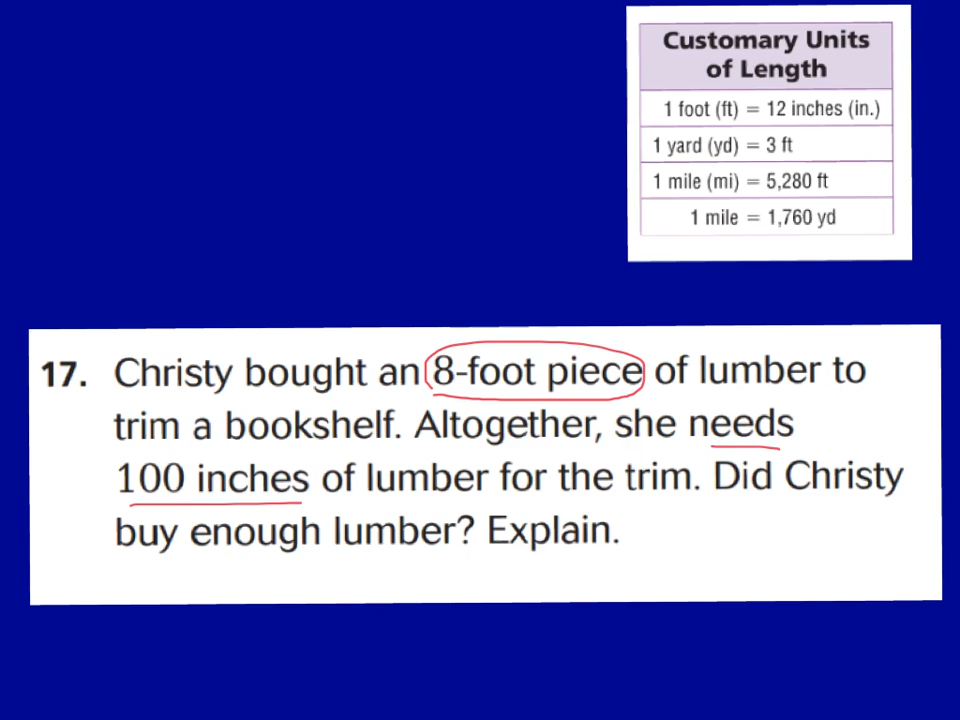 Customary Units
of Length
1 foot (ft) = 12 inches (in.)
1 yard (yd) = 3 ft
1 mile (mi) = 5,280 ft
1 mile = 1,760 yd
17. Christy bought an 8-foot piece of lumber to
trim a bookshelf. Altogether, she needs
100 inches of lumber for the trim. Did Christy
buy enough lumber? Explain.